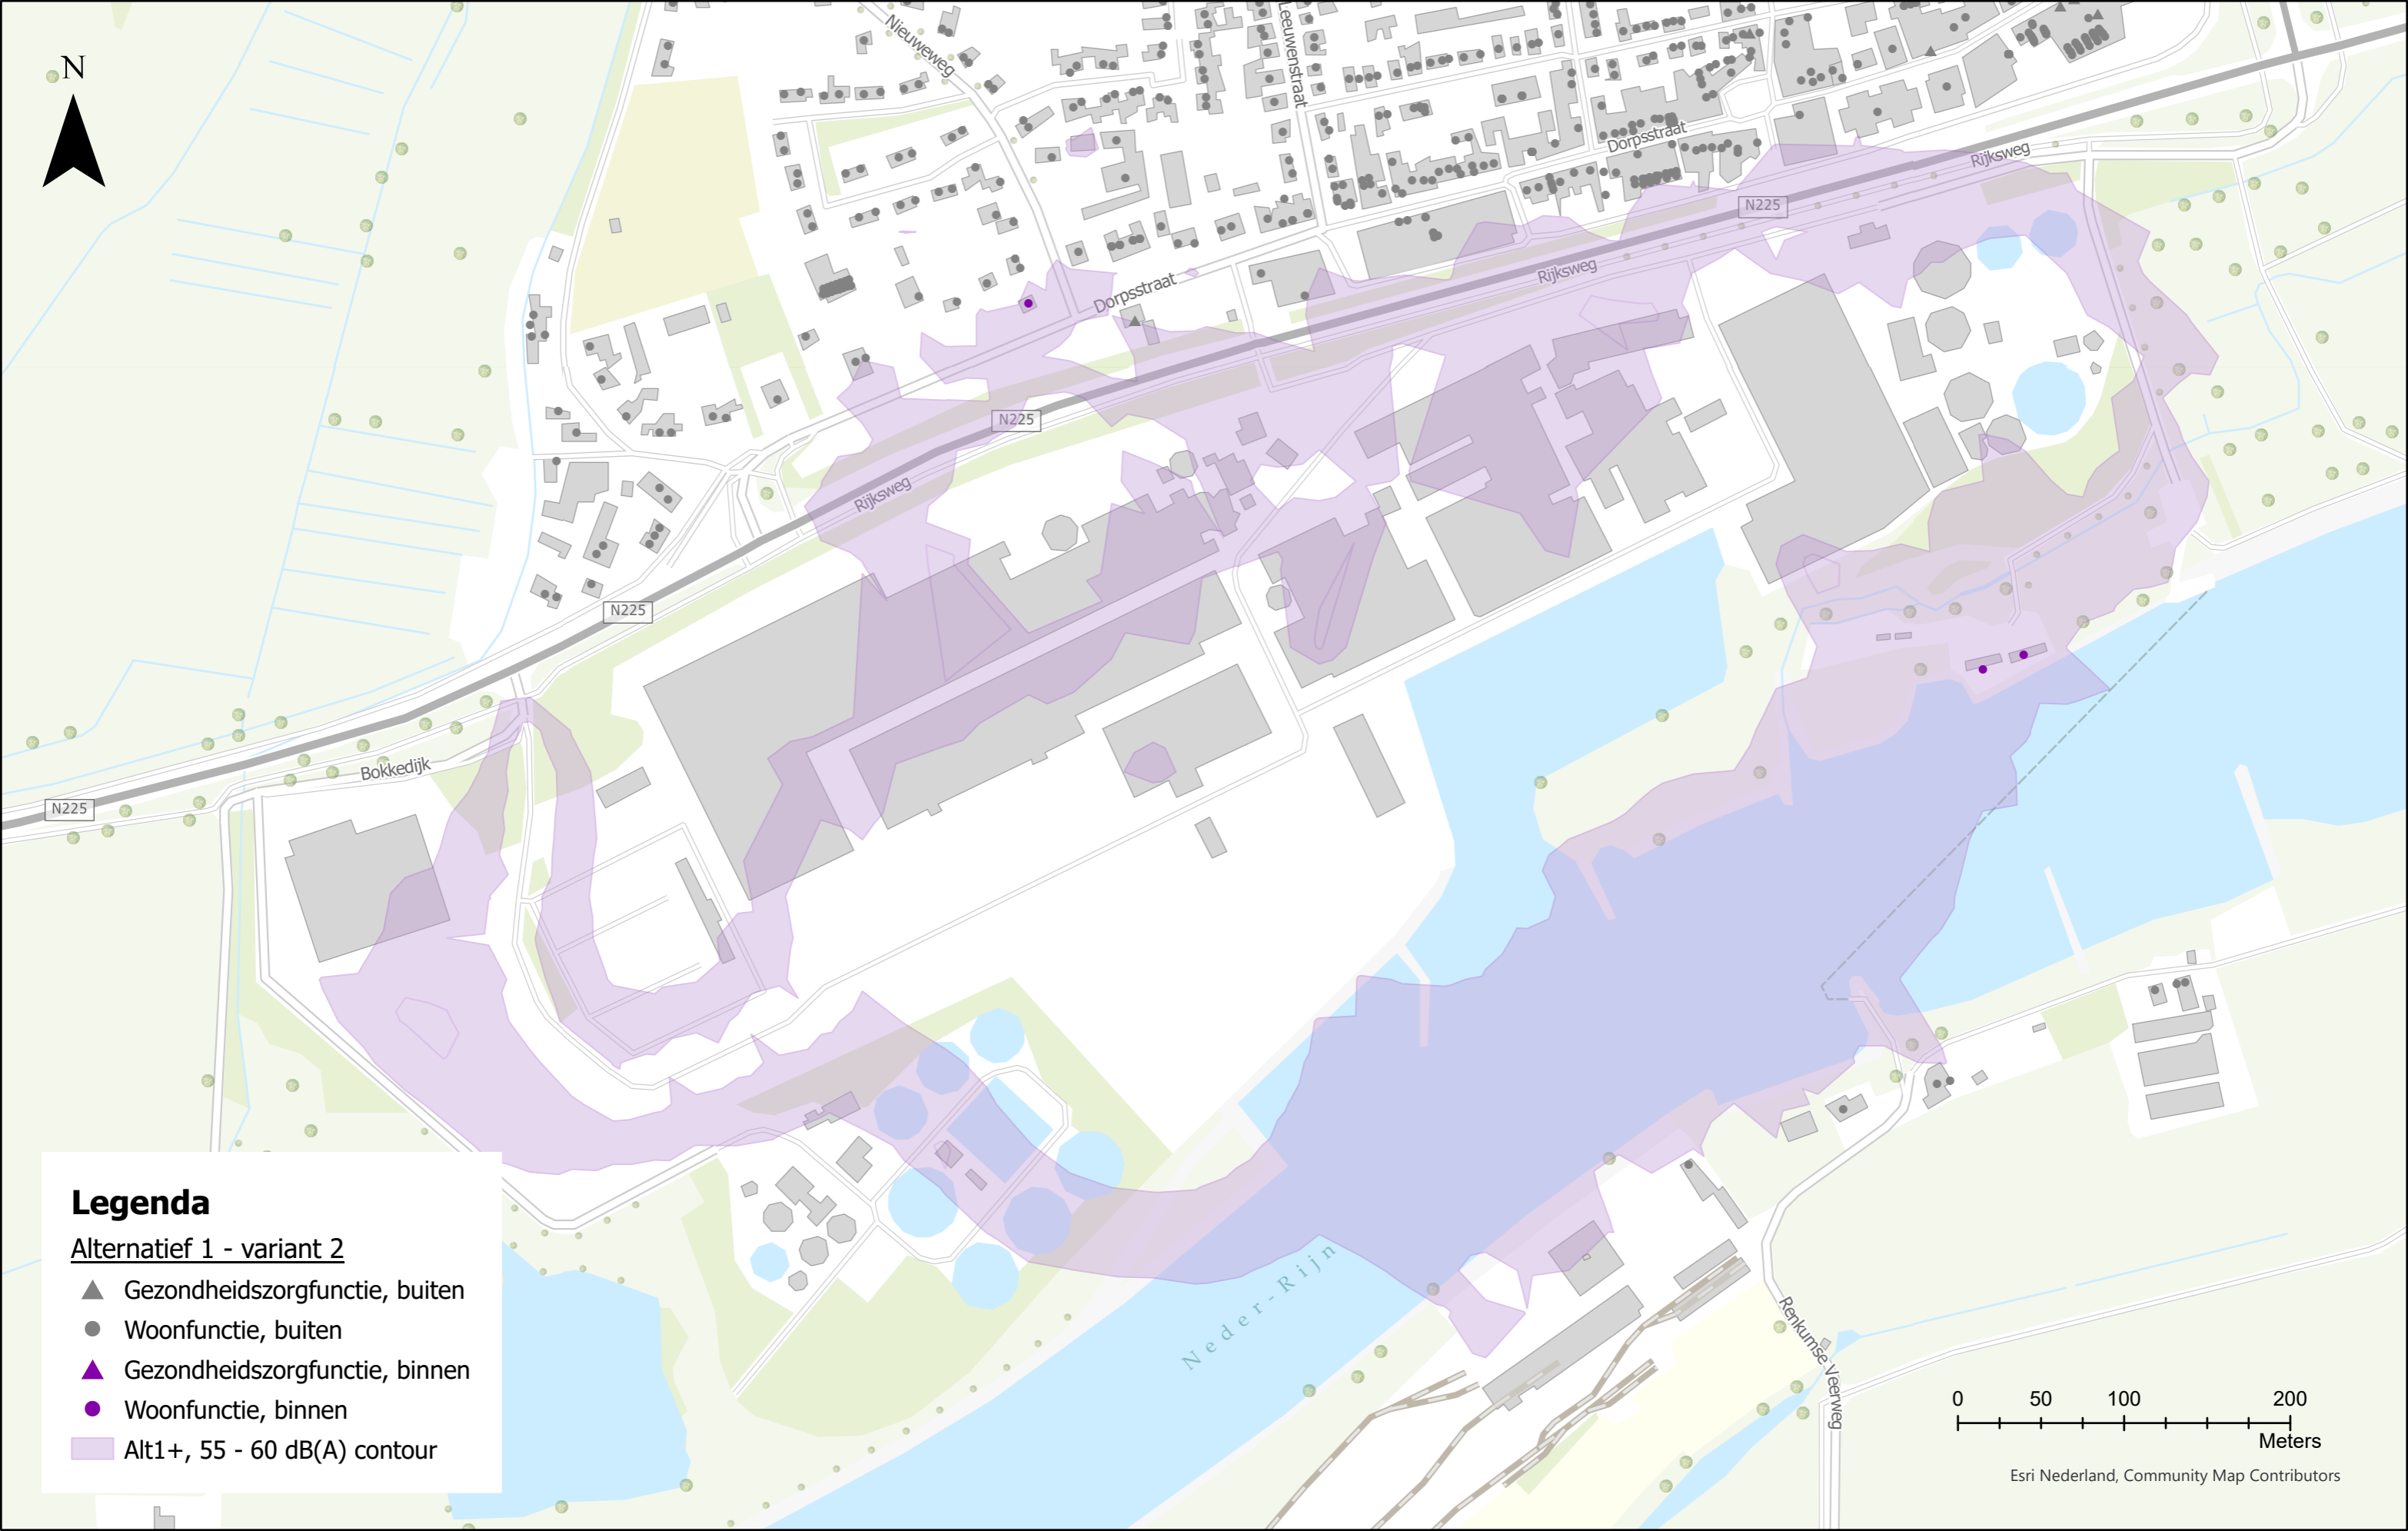 N
Nieuweweg
Leeuwenstraat
Dorpsstraat
Rijksweg
N225
Rijksweg
Dorpsstraat
N225
Rijksweg
N225
Bokkedijk
N225
Legenda
Alternatief 1 - variant 2
Gezondheidszorgfunctie, buiten
Woonfunctie, buiten
Gezondheidszorgfunctie, binnen
Woonfunctie, binnen
Alt1+, 55 - 60 dB(A) contour
Neder-Rijn
Renkumse Veerweg
0 50 100 200
Meters
Esri Nederland, Community Map Contributors